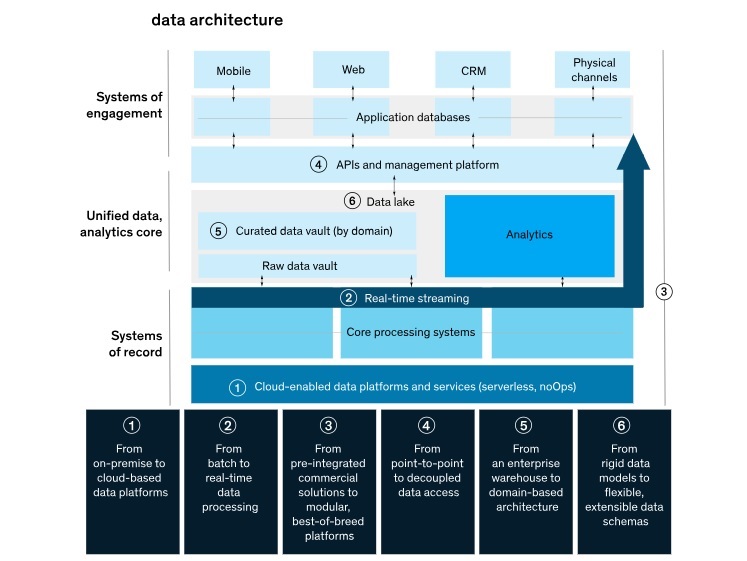 data architecture
Mobile
Web
CRM
Physical
channels
Systems of
engagement
Application databases
4 APIs and management platform
6 Data lake
Unified data,
analytics core
5 Curated data vault (by domain)
Analytics
Raw data vault
2 Real-time streaming
3
Systems
of record
Core processing systems
1 Cloud-enabled data platforms and services (serverless, noOps)
1
From
on-premise to
cloud-based
data platforms
2
From
batch to
real-time
data
processing
3
From
pre-integrated
commercial
solutions to
modular,
best-of-breed
platforms
4
From
point-to-point
to decoupled
data access
5
From
an enterprise
warehouse to
domain-based
architecture
6
From
rigid data
models to
flexible,
extensible data
schemas